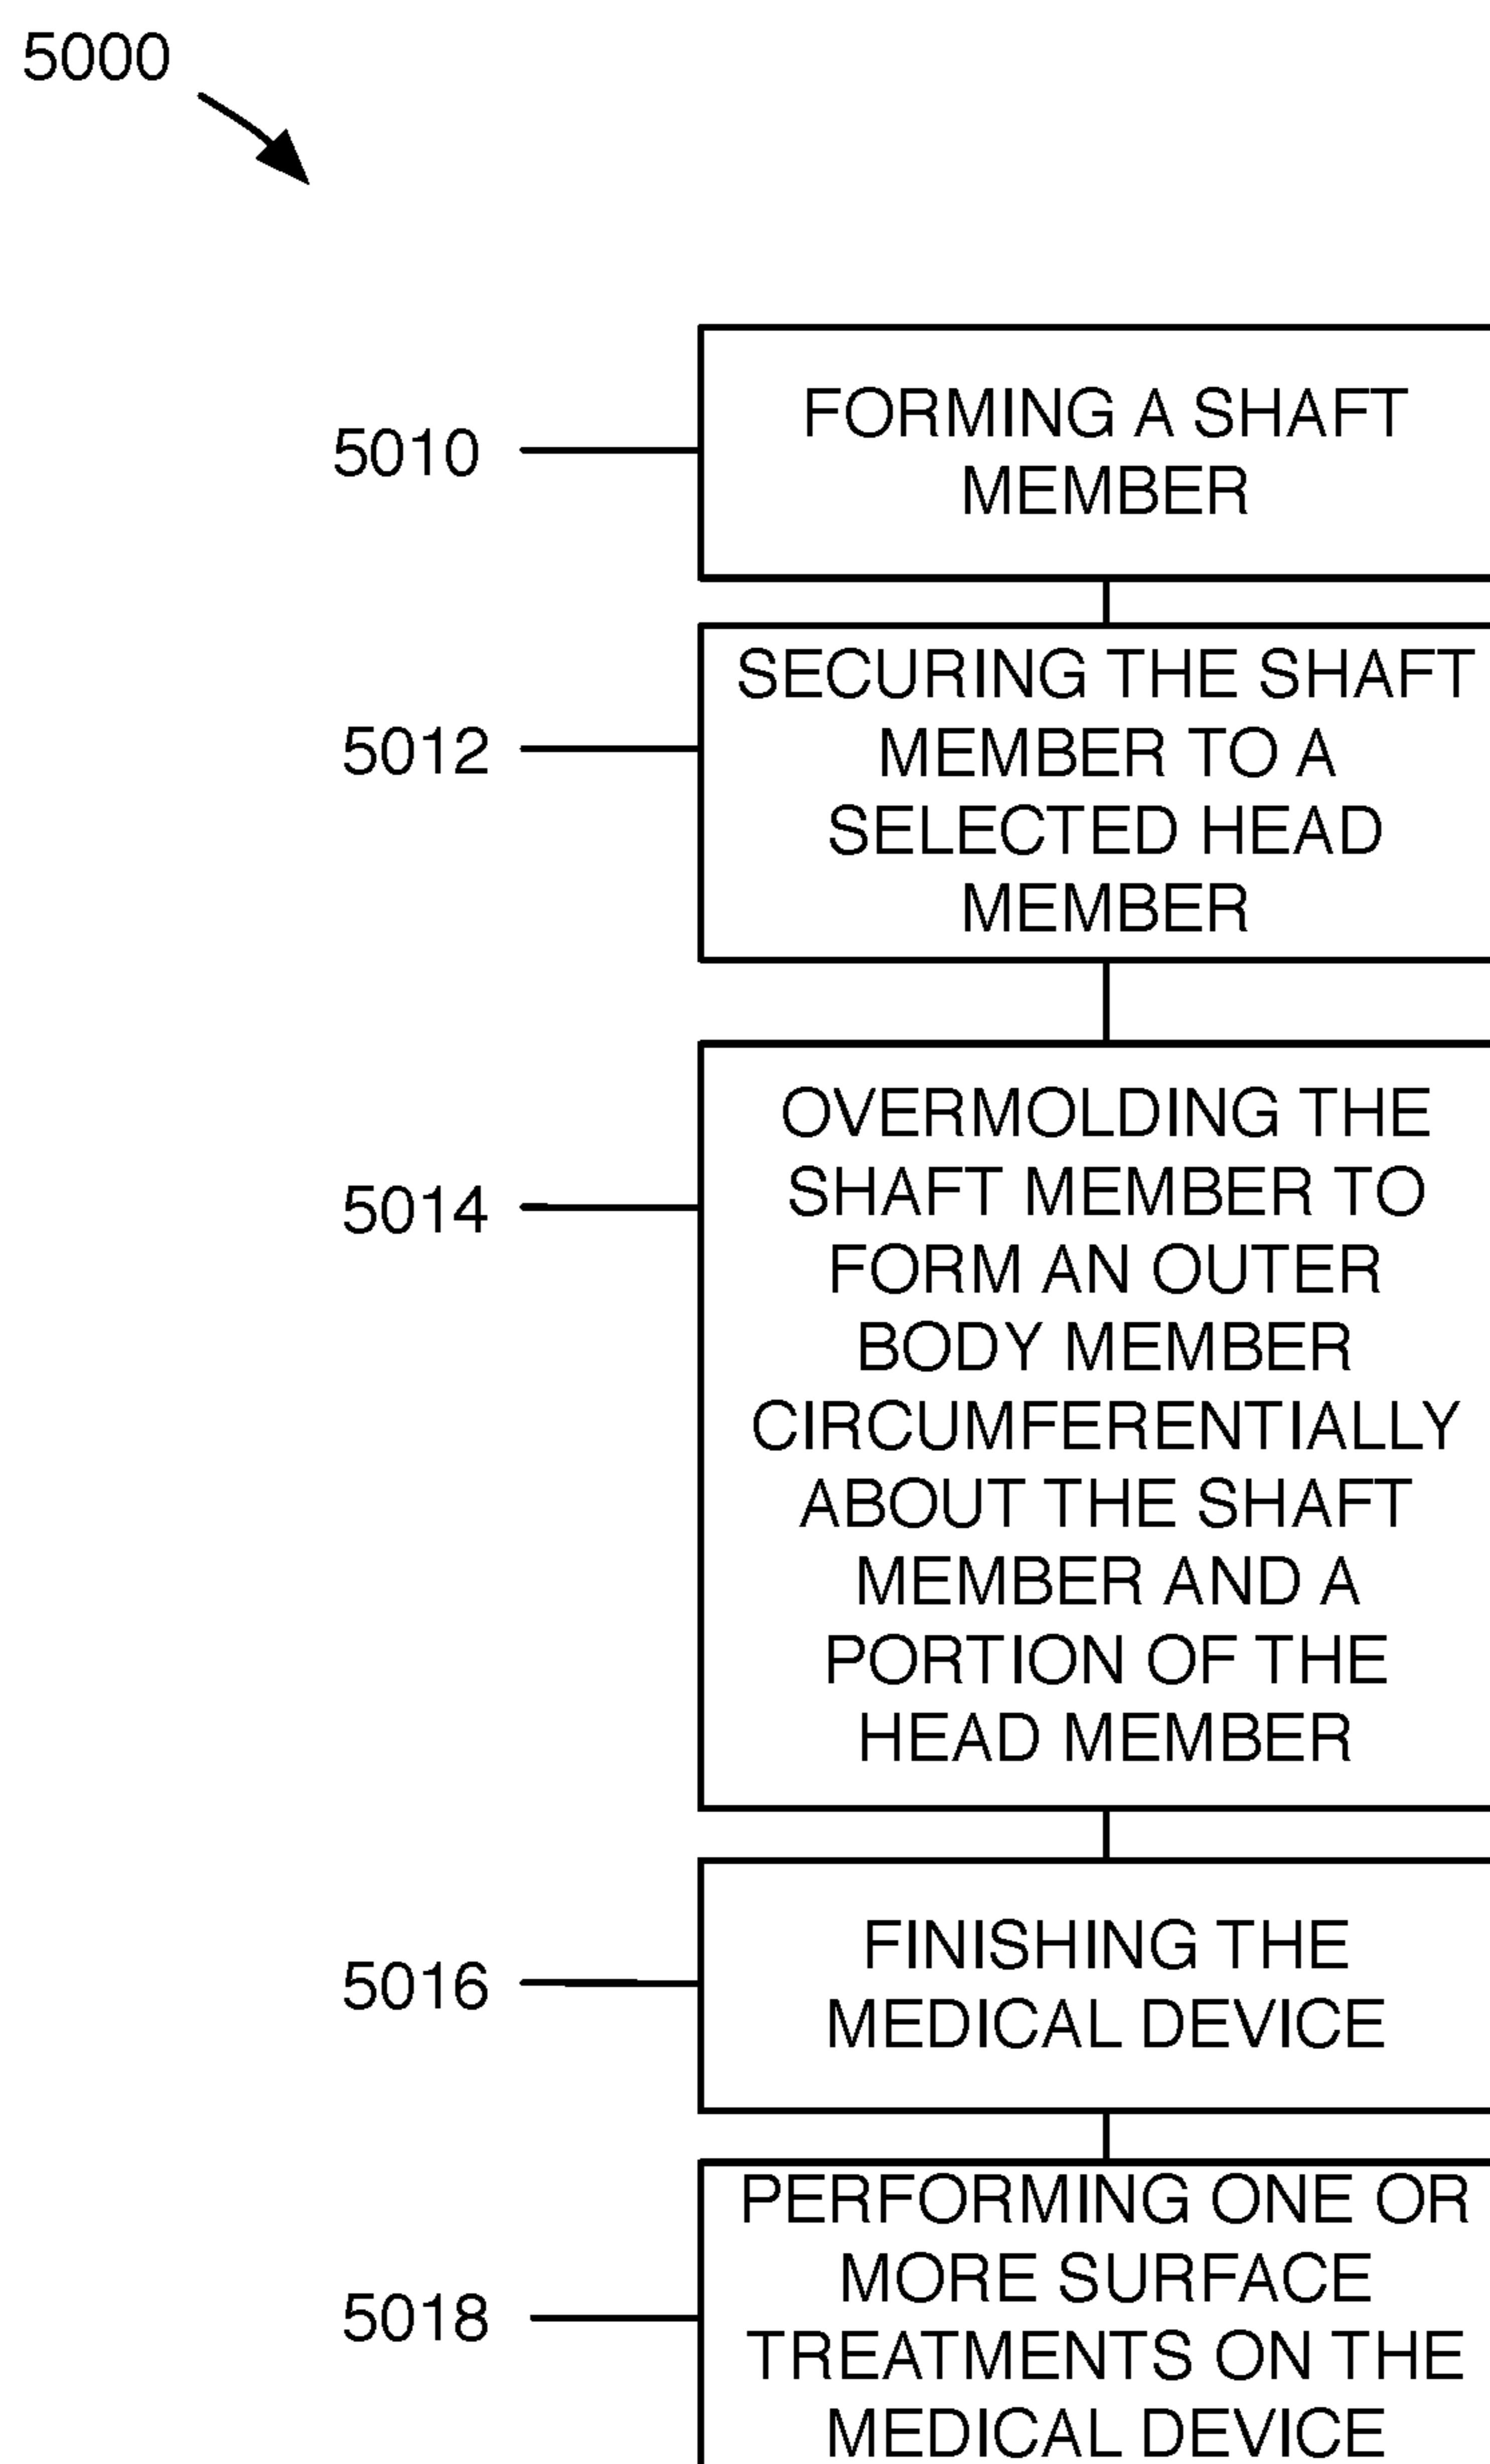 5000
5010
FORMING A SHAFT
MEMBER
5012
SECURING THE SHAFT
MEMBER TO A
SELECTED HEAD
MEMBER
5014
OVERMOLDING THE
SHAFT MEMBER TO
FORM AN OUTER
BODY MEMBER
CIRCUMFERENTIALLY
ABOUT THE SHAFT
MEMBER AND A
PORTION OF THE
HEAD MEMBER
5016
FINISHING THE
MEDICAL DEVICE
5018
PERFORMING ONE OR
MORE SURFACE
TREATMENTS ON THE
MEDICAL DEVICE